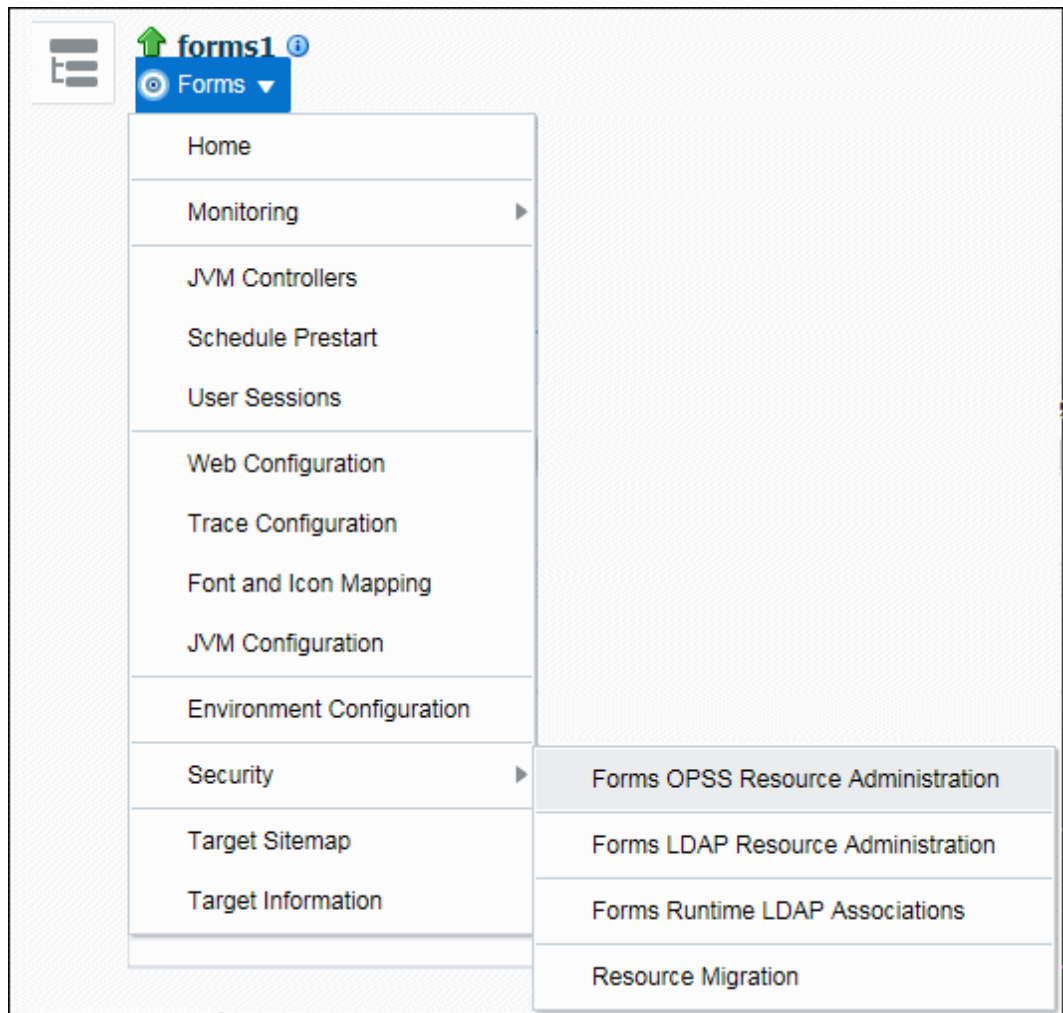 forms1
Forms
Home
Monitoring
JVM Controllers
Schedule Prestart
User Sessions
Web Configuration
Trace Configuration
Font and Icon Mapping
JVM Configuration
Environment Configuration
Security
Forms OPSS Resource Administration
Forms LDAP Resource Administration
Forms Runtime LDAP Associations
Resource Migration
Target Sitemap
Target Information